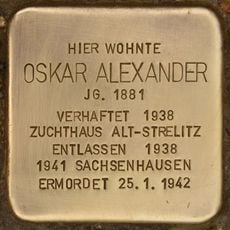 HIER WOHNTE
OSKAR ALEXANDER
JG. 1881
VERHAFTET 1938
ZUCHTHAUS ALT-STRELITZ
ENTLASSEN 1938
1941 SACHSENHAUSEN
ERMORDET 25.1.1942